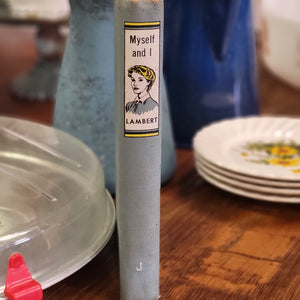 Myself
and I
LAMBERT
J